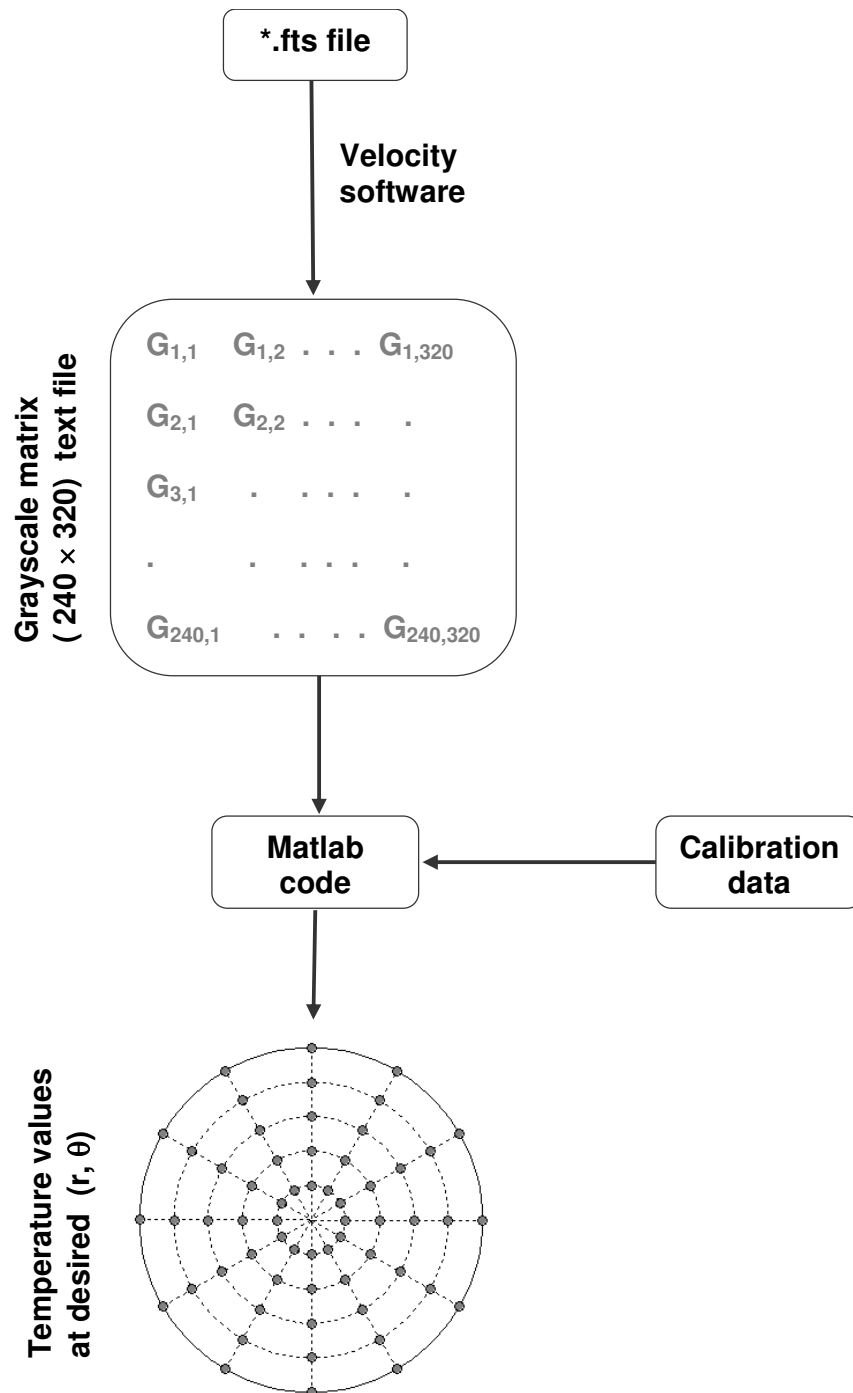 *.fts file
Velocity
software
Grayscale matrix
( 240 × 320) text file
G1,1 G1,2 . . . G1,320
G2,1 G2,2 . . . .
G3,1 . . . . .
. . . . . .
G240,1 . . . . G240,320
Matlab
code
Calibration
data
Temperature values
at desired (r, θ)